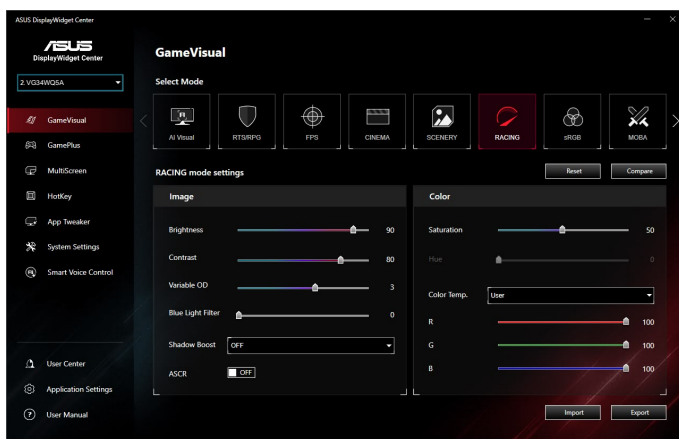 ASUS DisplayWidget Center
ASUS
DisplayWidget Center
2. VG34WQ5A
GameVisual
GamePlus
MultiScreen
HotKey
App Tweaker
System Settings
Smart Voice Control
User Center
Application Settings
User Manual
GameVisual
Select Mode
AI Visual
RTS/RPG
FPS
CINEMA
SCENERY
RACING
sRGB
MOBA
RACING mode settings
Reset
Compare
Image
Brightness 90
Contrast 80
Variable OD 3
Blue Light Filter 0
Shadow Boost OFF
ASCR OFF
Color
Saturation 50
Hue 0
Color Temp. User
R 100
G 100
B 100
Import
Export